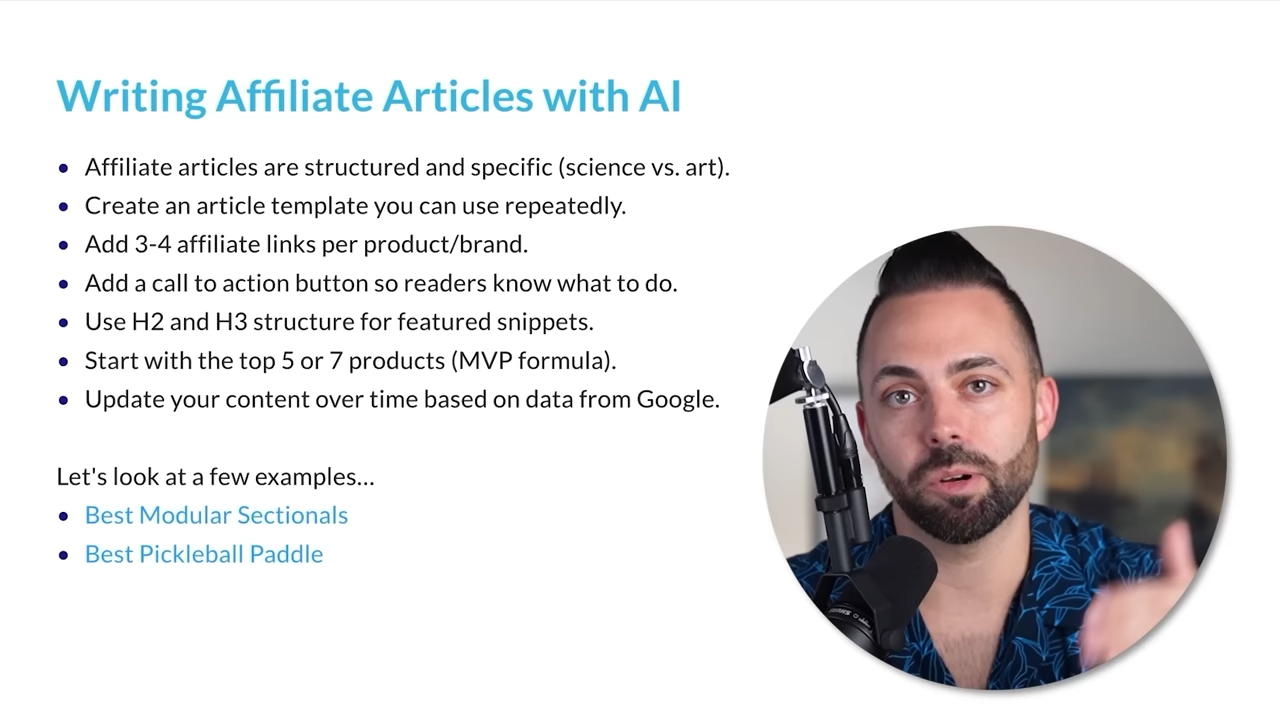 Writing Affiliate Articles with AI
• Affiliate articles are structured and specific (science vs. art).
• Create an article template you can use repeatedly.
• Add 3-4 affiliate links per product/brand.
• Add a call to action button so readers know what to do.
• Use H2 and H3 structure for featured snippets.
• Start with the top 5 or 7 products (MVP formula).
• Update your content over time based on data from Google.
Let's look at a few examples...
• Best Modular Sectionals
• Best Pickleball Paddle